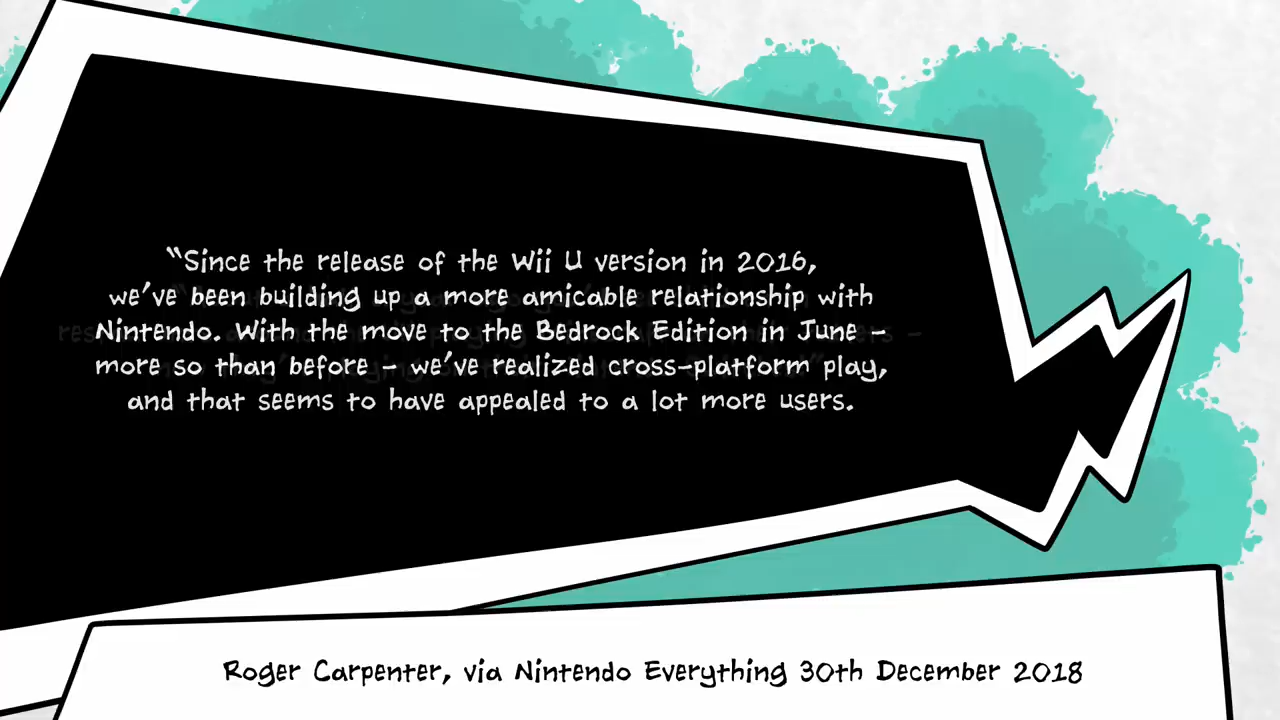 “Since the release of the Wii U version in 2016,
we’ve been building up a more amicable relationship with
Nintendo. With the move to the Bedrock Edition in June –
more so than before – we’ve realized cross-platform play,
and that seems to have appealed to a lot more users.
Roger Carpenter, via Nintendo Everything 30th December 2018